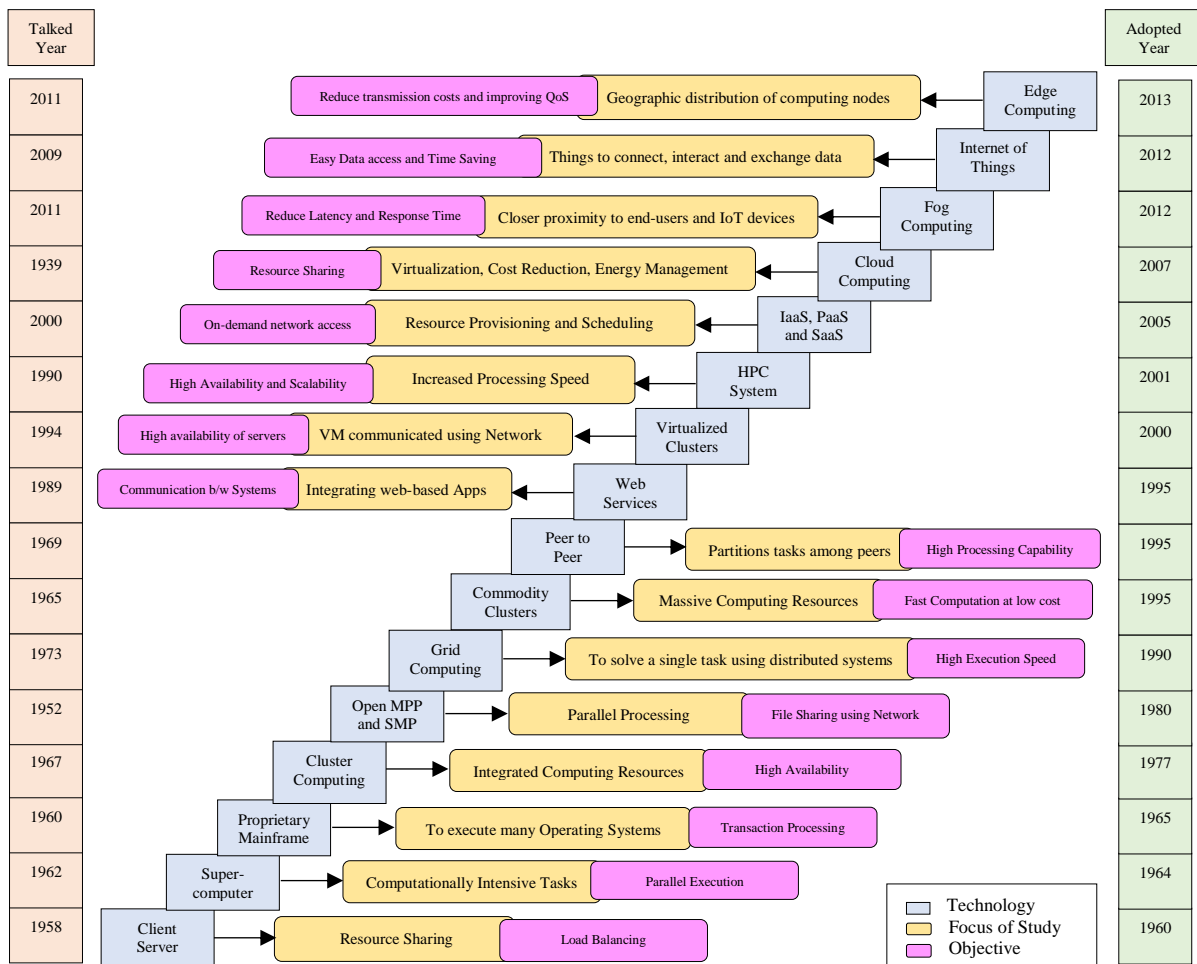 Talked
Year
Adopted
Year
2011
Reduce transmission costs and improving QoS
Geographic distribution of computing nodes
Edge
Computing
2013
2009
Easy Data access and Time Saving
Things to connect, interact and exchange data
Internet of
Things
2012
2011
Reduce Latency and Response Time
Closer proximity to end-users and IoT devices
Fog
Computing
2012
1939
Resource Sharing
Virtualization, Cost Reduction, Energy Management
Cloud
Computing
2007
2000
On-demand network access
Resource Provisioning and Scheduling
IaaS, PaaS
and SaaS
2005
1990
High Availability and Scalability
Increased Processing Speed
HPC
System
2001
1994
High availability of servers
VM communicated using Network
Virtualized
Clusters
2000
1989
Communication b/w Systems
Integrating web-based Apps
Web
Services
1995
1969
Peer to
Peer
Partitions tasks among peers
High Processing Capability
1995
1965
Commodity
Clusters
Massive Computing Resources
Fast Computation at low cost
1995
1973
Grid
Computing
To solve a single task using distributed systems
High Execution Speed
1990
1952
Open MPP
and SMP
Parallel Processing
File Sharing using Network
1980
1967
Cluster
Computing
Integrated Computing Resources
High Availability
1977
1960
Proprietary
Mainframe
To execute many Operating Systems
Transaction Processing
1965
1962
Super-
computer
Computationally Intensive Tasks
Parallel Execution
1964
1958
Client
Server
Resource Sharing
Load Balancing
1960
Technology
Focus of Study
Objective